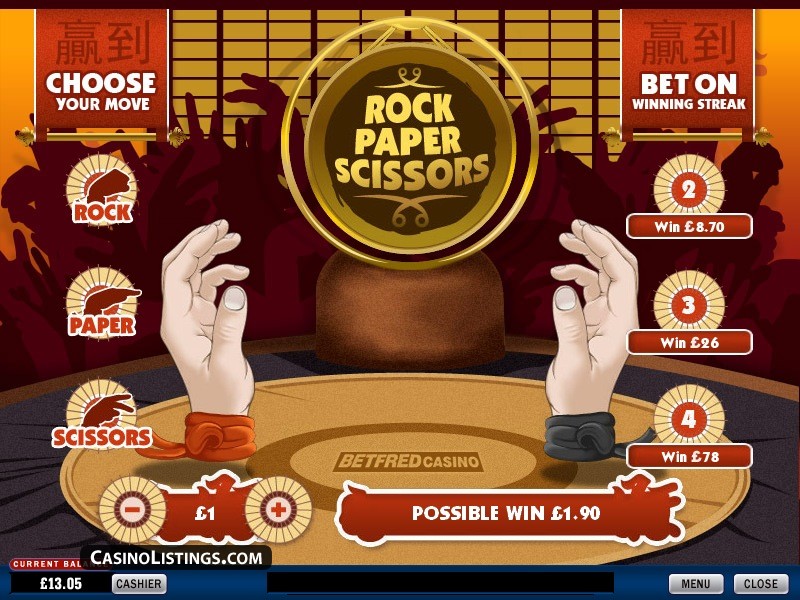 赢到
CHOOSE
YOUR MOVE
ROCK
PAPER
SCISSORS
赢到
BET ON
WINNING STREAK
ROCK
2
Win £8.70
PAPER
3
Win £26
SCISSORS
4
Win £78
BETFRED CASINO
−
£1
+
POSSIBLE WIN £1.90
CURRENT BALA
CASINOLISTINGS.COM
£13.05
CASHIER
MENU
CLOSE